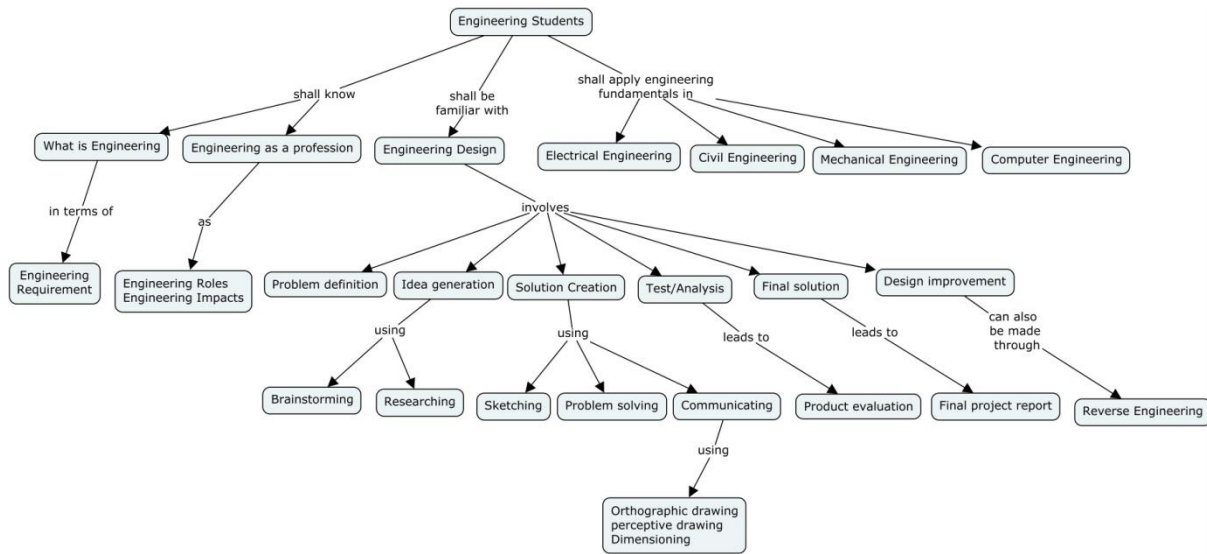 Engineering Students
shall know
shall be
familiar with
shall apply engineering
fundamentals in
What is Engineering
Engineering as a profession
Engineering Design
Electrical Engineering
Civil Engineering
Mechanical Engineering
Computer Engineering
in terms of
as
involves
Engineering
Requirement
Engineering Roles
Engineering Impacts
Problem definition
Idea generation
Solution Creation
Test/Analysis
Final solution
Design improvement
using
using
leads to
leads to
can also
be made
through
Brainstorming
Researching
Sketching
Problem solving
Communicating
Product evaluation
Final project report
Reverse Engineering
using
Orthographic drawing
perceptive drawing
Dimensioning